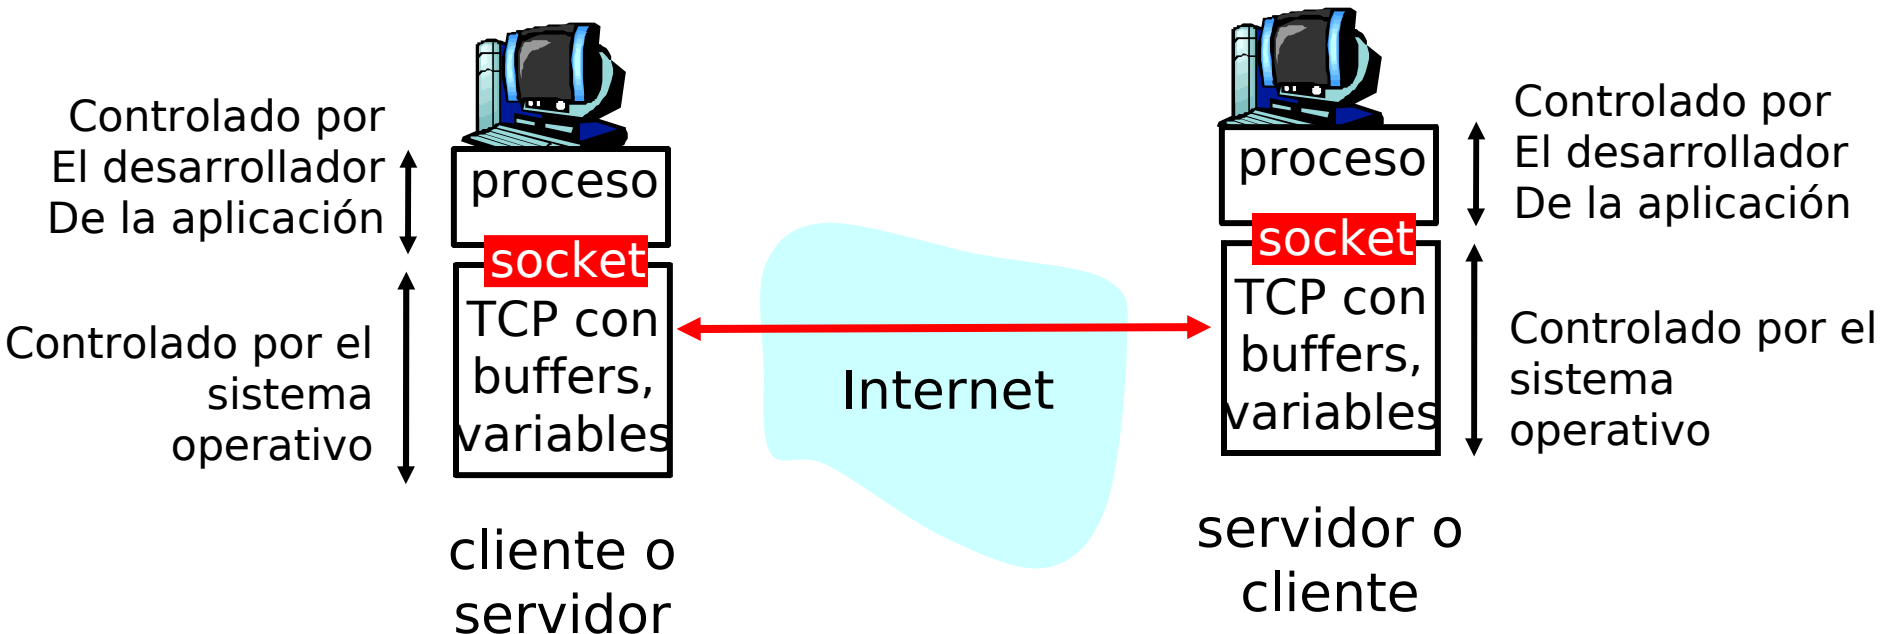 Controlado por
El desarrollador
De la aplicación
proceso
socket
TCP con
buffers,
variables
Controlado por el
sistema
operativo
cliente o
servidor
Internet
proceso
socket
TCP con
buffers,
variables
Controlado por
El desarrollador
De la aplicación
Controlado por el
sistema
operativo
servidor o
cliente